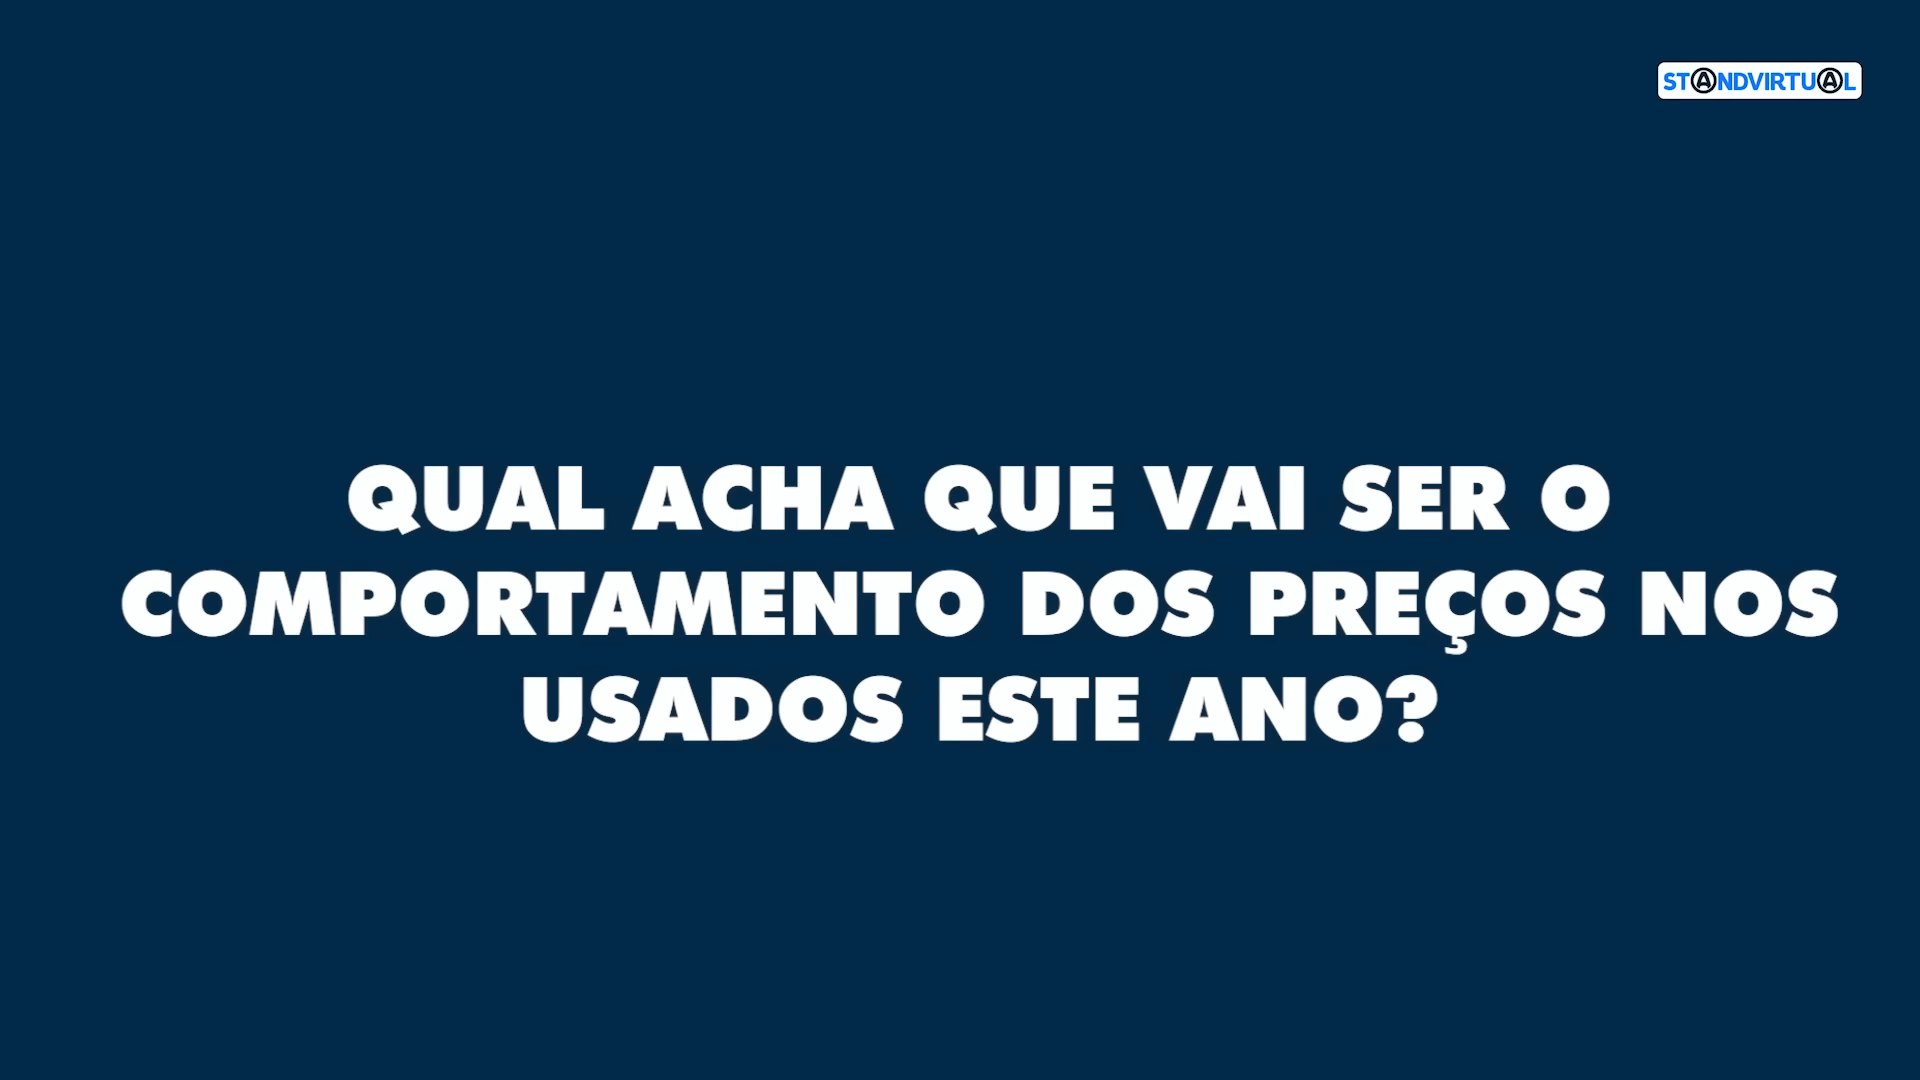 STANDVIRTUAL
QUAL ACHA QUE VAI SER O
COMPORTAMENTO DOS PREÇOS NOS
USADOS ESTE ANO?